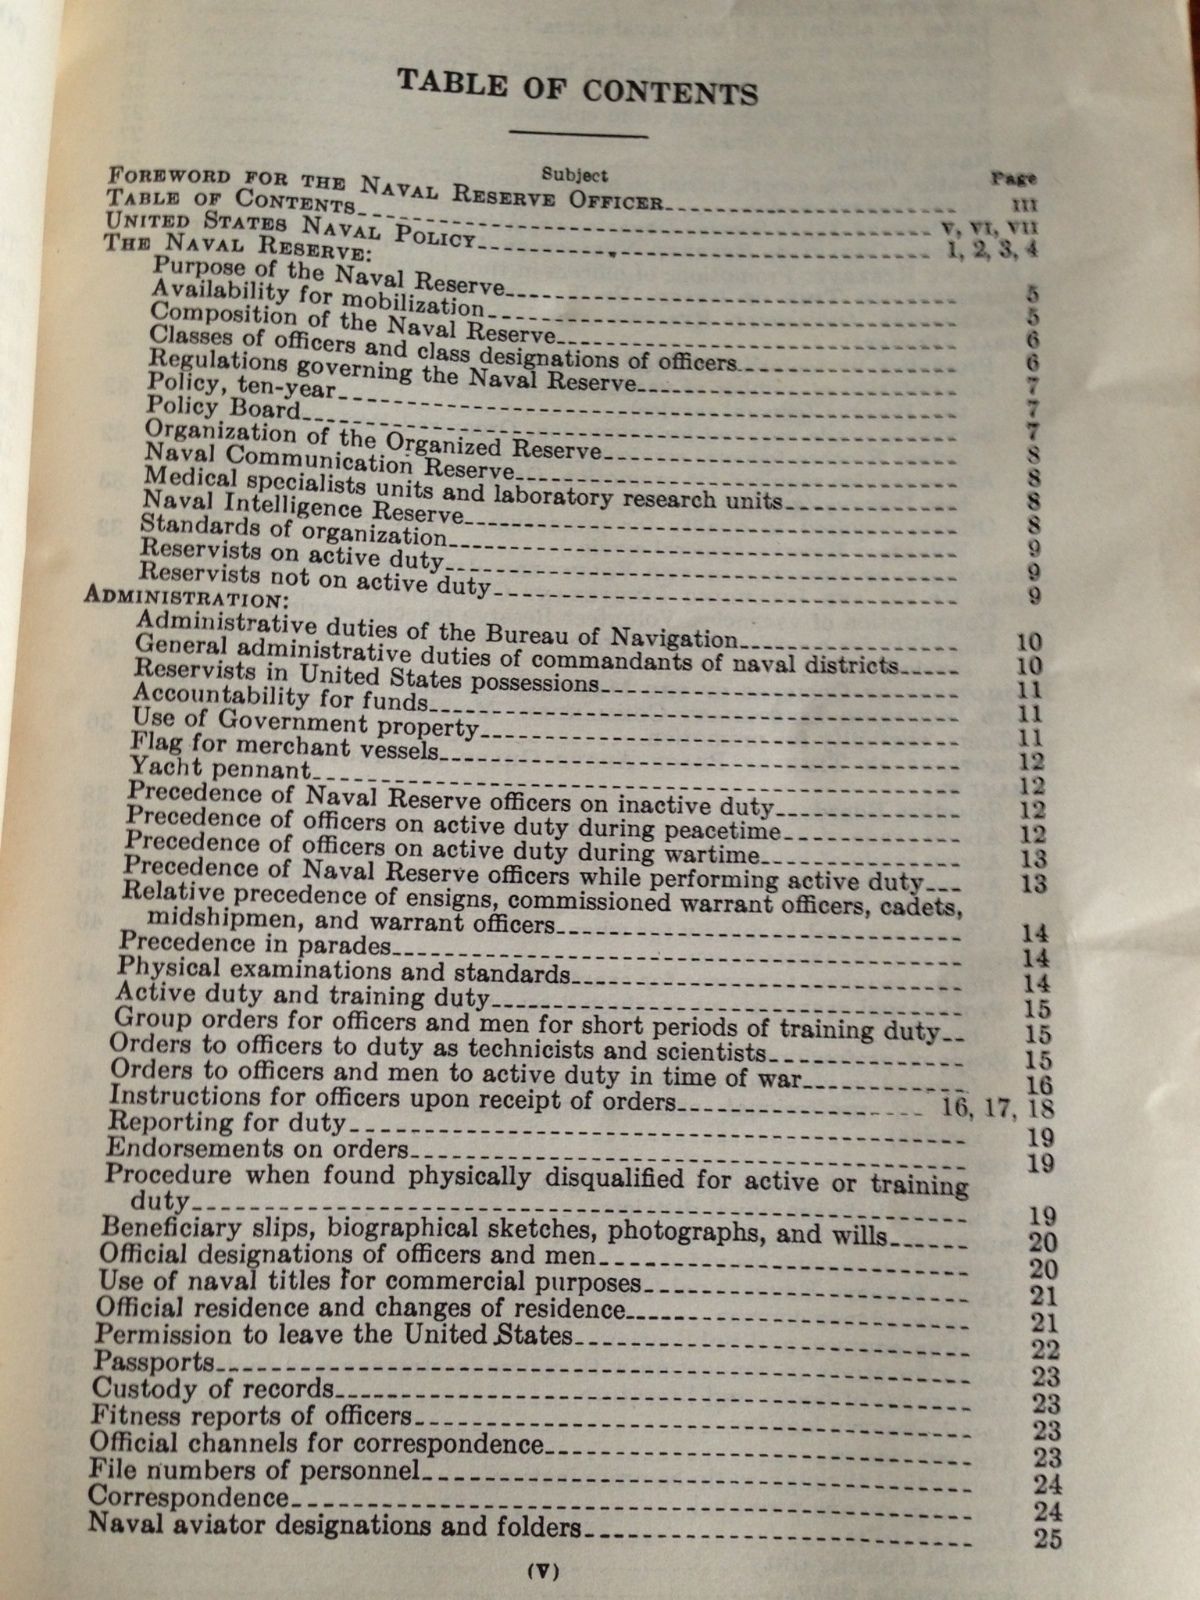 TABLE OF CONTENTS
Subject Page
FOREWORD FOR THE NAVAL RESERVE OFFICER III
TABLE OF CONTENTS V, VI, VII
UNITED STATES NAVAL POLICY 1, 2, 3, 4
THE NAVAL RESERVE:
Purpose of the Naval Reserve 5
Availability for mobilization 5
Composition of the Naval Reserve 6
Classes of officers and class designations of officers 6
Regulations governing the Naval Reserve 7
Policy, ten-year 7
Policy Board 7
Organization of the Organized Reserve 8
Naval Communication Reserve 8
Medical specialists units and laboratory research units 8
Naval Intelligence Reserve 8
Standards of organization 9
Reservists on active duty 9
Reservists not on active duty 9
ADMINISTRATION:
Administrative duties of the Bureau of Navigation 10
General administrative duties of commandants of naval districts 10
Reservists in United States possessions 11
Accountability for funds 11
Use of Government property 11
Flag for merchant vessels 12
Yacht pennant 12
Precedence of Naval Reserve officers on inactive duty 12
Precedence of officers on active duty during peacetime 12
Precedence of officers on active duty during wartime 13
Precedence of Naval Reserve officers while performing active duty 13
Relative precedence of ensigns, commissioned warrant officers, cadets,
midshipmen, and warrant officers 14
Precedence in parades 14
Physical examinations and standards 14
Active duty and training duty 15
Group orders for officers and men for short periods of training duty 15
Orders to officers to duty as technicists and scientists 15
Orders to officers and men to active duty in time of war 16
Instructions for officers upon receipt of orders 16, 17, 18
Reporting for duty 19
Endorsements on orders 19
Procedure when found physically disqualified for active or training
duty 19
Beneficiary slips, biographical sketches, photographs, and wills 20
Official designations of officers and men 20
Use of naval titles for commercial purposes 21
Official residence and changes of residence 21
Permission to leave the United States 22
Passports 23
Custody of records 23
Fitness reports of officers 23
Official channels for correspondence 23
File numbers of personnel 24
Correspondence 24
Naval aviator designations and folders 25
(V)